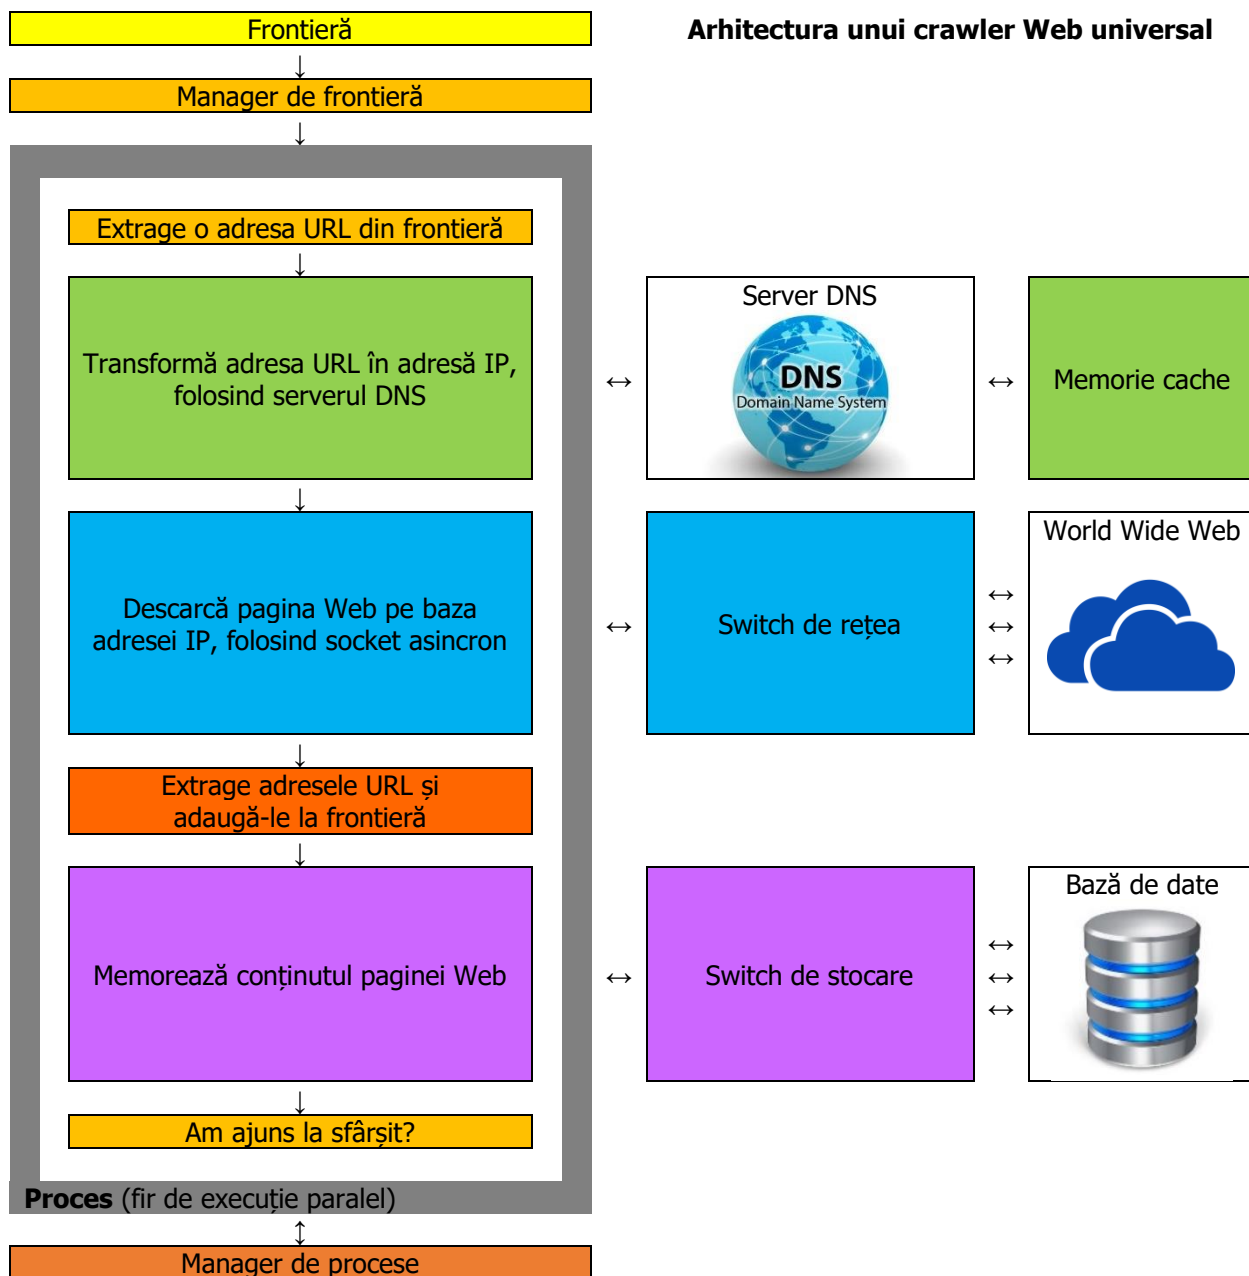 Frontieră
Arhitectura unui crawler Web universal
↓
Manager de frontieră
↓
Extrage o adresa URL din frontieră
↓
Transformă adresa URL în adresă IP,
folosind serverul DNS
↔
Server DNS
DNS
Domain Name System
↔
Memorie cache
↓
Descarcă pagina Web pe baza
adresei IP, folosind socket asincron
↔
Switch de rețea
↔
↔
↔
World Wide Web
↓
Extrage adresele URL și
adaugă-le la frontieră
↓
Memorează conținutul paginei Web
↔
Switch de stocare
↔
↔
↔
Bază de date
↓
Am ajuns la sfârșit?
Proces (fir de execuție paralel)
↕
Manager de procese